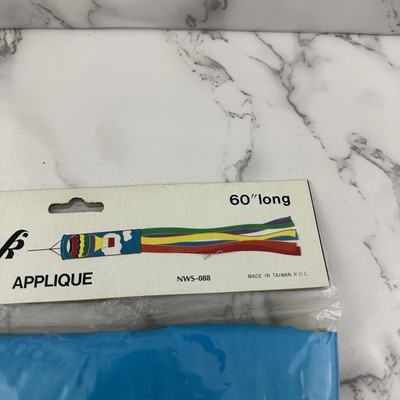 60"long
APPLIQUE
NWS-088
MADE IN TAIWAN R.O.C.